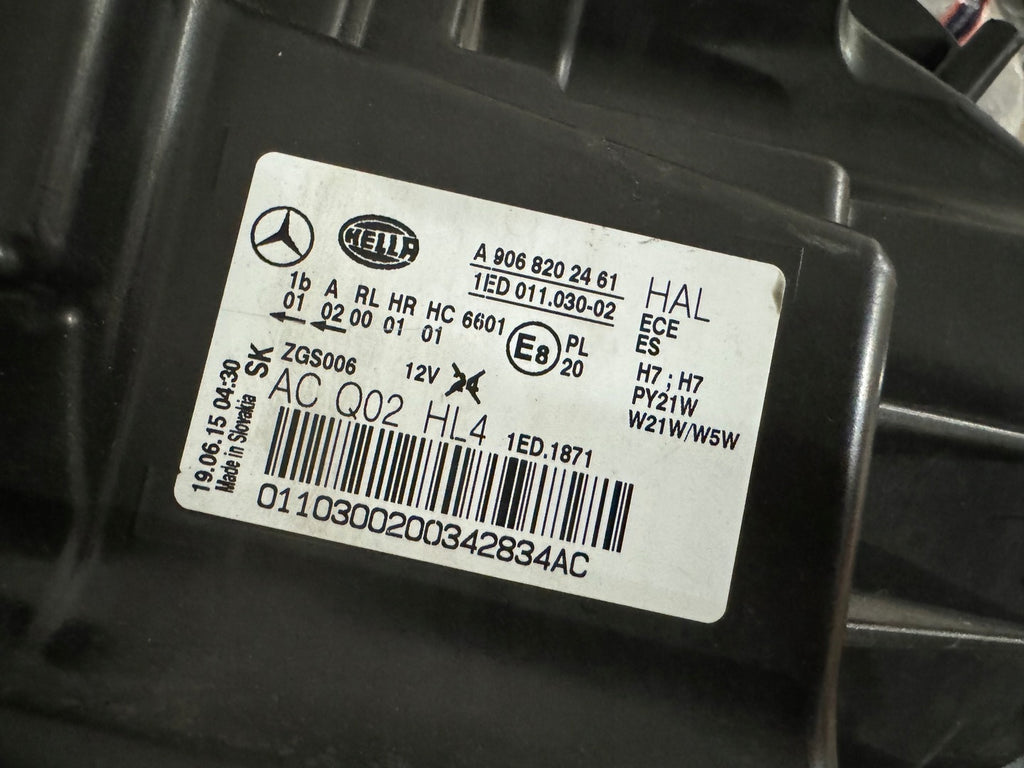 HELLA
A 906 820 24 61
1ED 011.030-02
HAL
ECE
ES
1b A RL HR HC 6601
01 02 00 01 01
E8
PL
20
H7 ; H7
PY21W
W21W/W5W
SK ZGS006 12V 24
AC Q02 HL4 1ED.1871
19.06.15 04:30
Made in Slovakia
0110300200342834AC